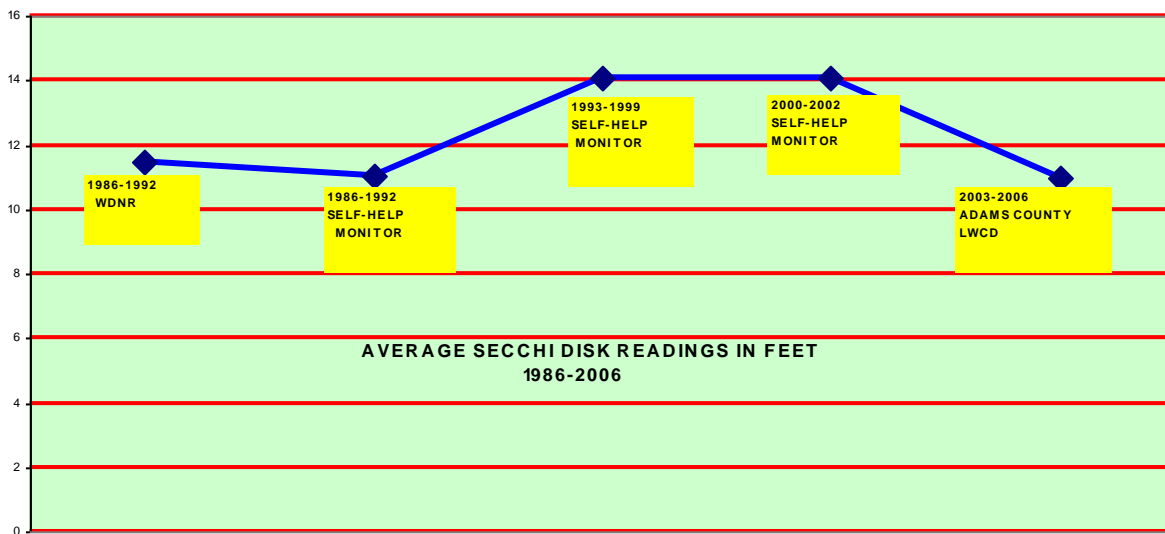 16
14
12
10
8
6
4
2
0
1986-1992
WDNR
1986-1992
SELF-HELP
MONITOR
1993-1999
SELF-HELP
MONITOR
2000-2002
SELF-HELP
MONITOR
2003-2006
ADAMS COUNTY
LWCD
AVERAGE SECCHI DISK READINGS IN FEET
1986-2006